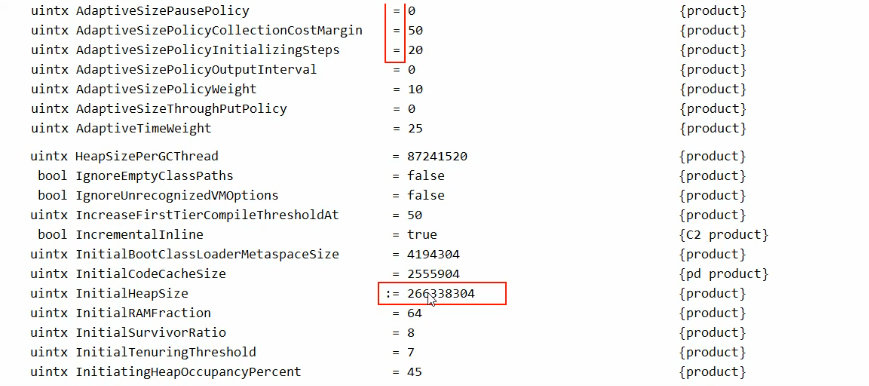 uintx AdaptiveSizePausePolicy = 0 {product}
uintx AdaptiveSizePolicyCollectionCostMargin = 50 {product}
uintx AdaptiveSizePolicyInitializingSteps = 20 {product}
uintx AdaptiveSizePolicyOutputInterval = 0 {product}
uintx AdaptiveSizePolicyWeight = 10 {product}
uintx AdaptiveSizeThroughPutPolicy = 0 {product}
uintx AdaptiveTimeWeight = 25 {product}
uintx HeapSizePerGCThread = 87241520 {product}
bool IgnoreEmptyClassPaths = false {product}
bool IgnoreUnrecognizedVMOptions = false {product}
uintx IncreaseFirstTierCompileThresholdAt = 50 {product}
bool IncrementalInline = true {C2 product}
uintx InitialBootClassLoaderMetaspaceSize = 4194304 {product}
uintx InitialCodeCacheSize = 2555904 {pd product}
uintx InitialHeapSize := 266338304 {product}
uintx InitialRAMFraction = 64 {product}
uintx InitialSurvivorRatio = 8 {product}
uintx InitialTenuringThreshold = 7 {product}
uintx InitiatingHeapOccupancyPercent = 45 {product}